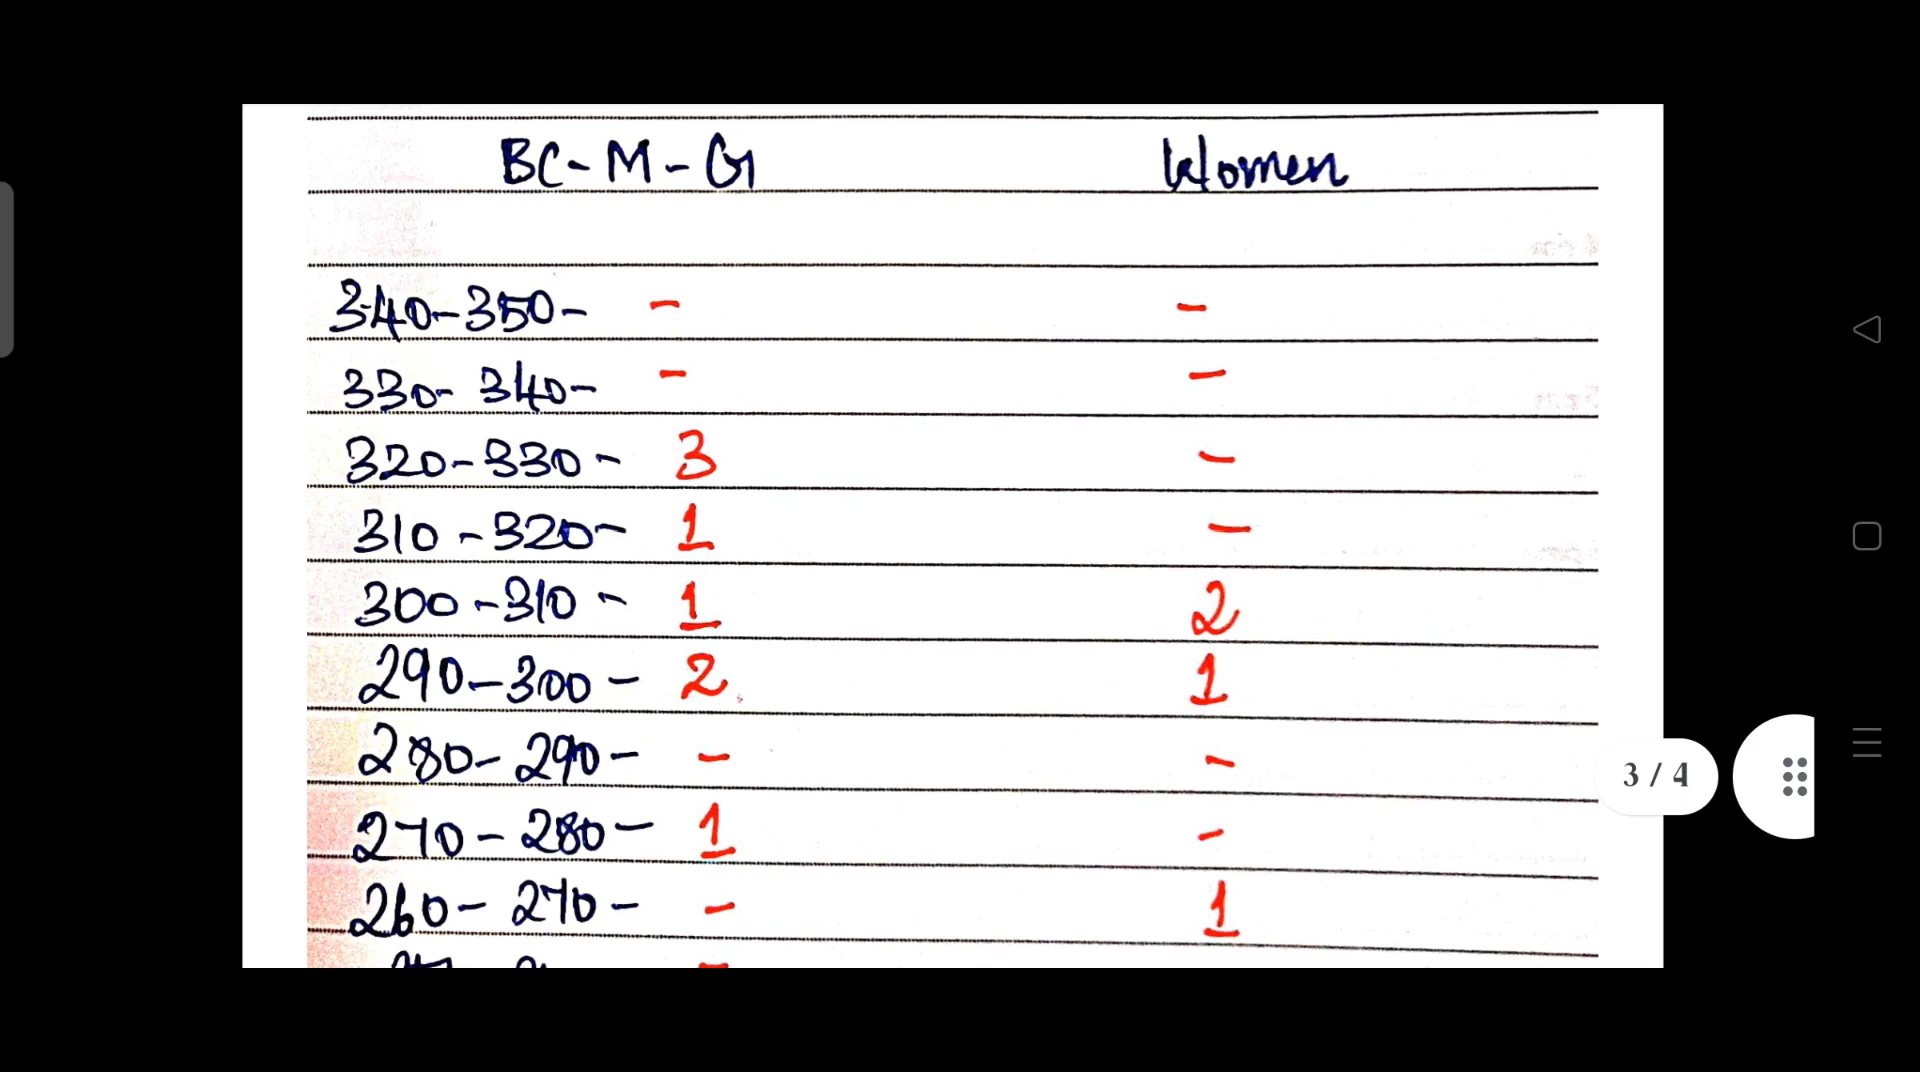 BC-M-G Women
340-350- - -
330-340- - -
320-330- 3 -
310-320- 1 -
300-310- 1 2
290-300- 2 1
280-290- - -
3 / 4
270-280- 1 -
260-270- - 1